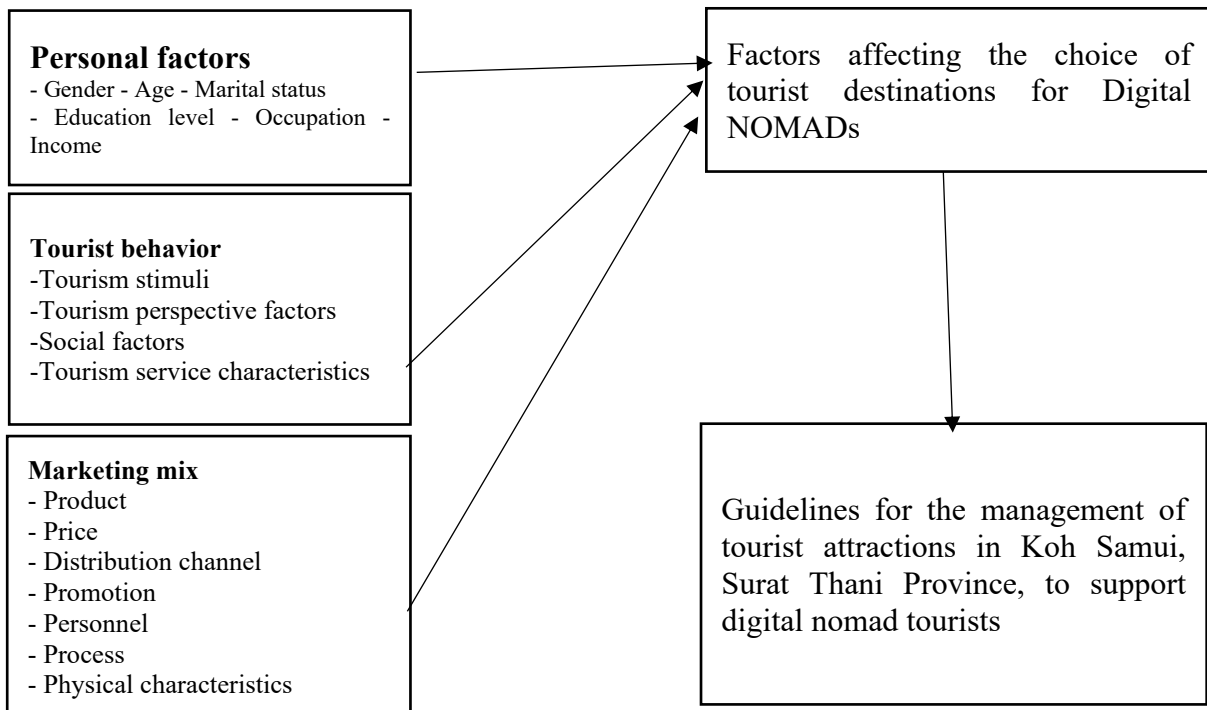 Personal factors
- Gender - Age - Marital status
- Education level - Occupation -
Income
Tourist behavior
-Tourism stimuli
-Tourism perspective factors
-Social factors
-Tourism service characteristics
Marketing mix
- Product
- Price
- Distribution channel
- Promotion
- Personnel
- Process
- Physical characteristics
Factors affecting the choice of
tourist destinations for Digital
NOMADs
Guidelines for the management of
tourist attractions in Koh Samui,
Surat Thani Province, to support
digital nomad tourists